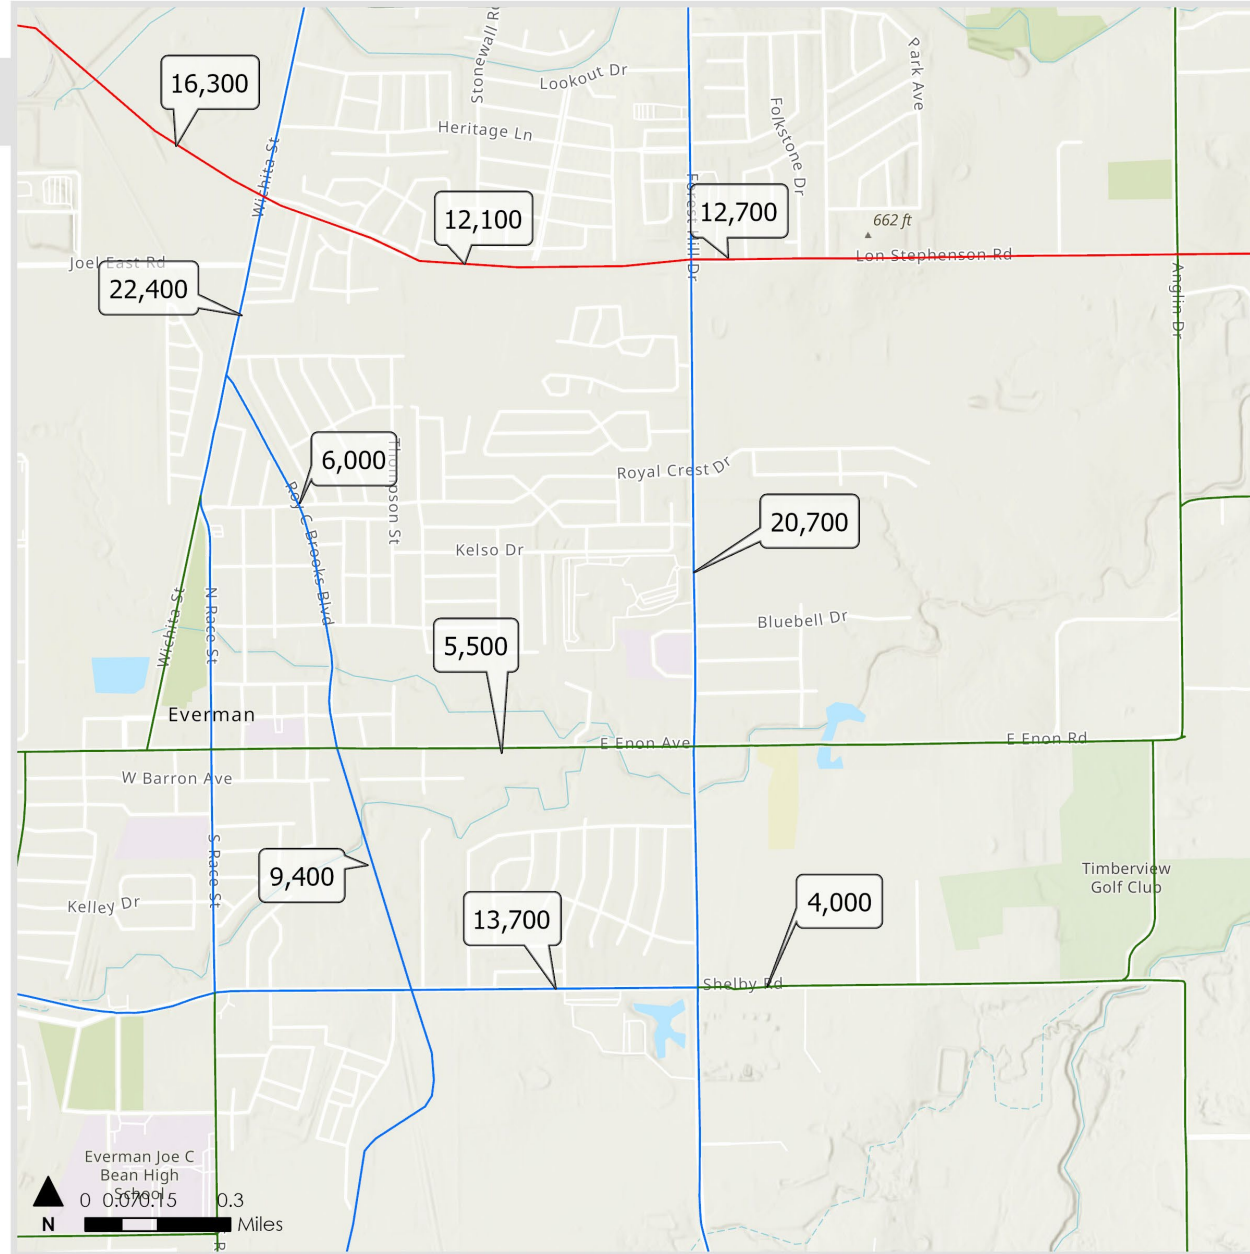 Stonewall Rd
Lookout Dr
Park Ave
16,300
Heritage Ln
Folkstone Dr
Wichita St
12,100
Forest Hill Dr
12,700
662 ft
Lon Stephenson Rd
Joel East Rd
22,400
Anglin Dr
6,000
Thompson St
Royal Crest Dr
Roy C Brooks Blvd
20,700
Kelso Dr
Wichita St
N Race St
Bluebell Dr
5,500
Everman
E Enon Ave
E Enon Rd
W Barron Ave
S Race St
9,400
Timberview
Golf Club
Kelley Dr
13,700
4,000
Shelby Rd
Everman Joe C
Bean High
School
0 0.07 0.15 0.3
Miles
N